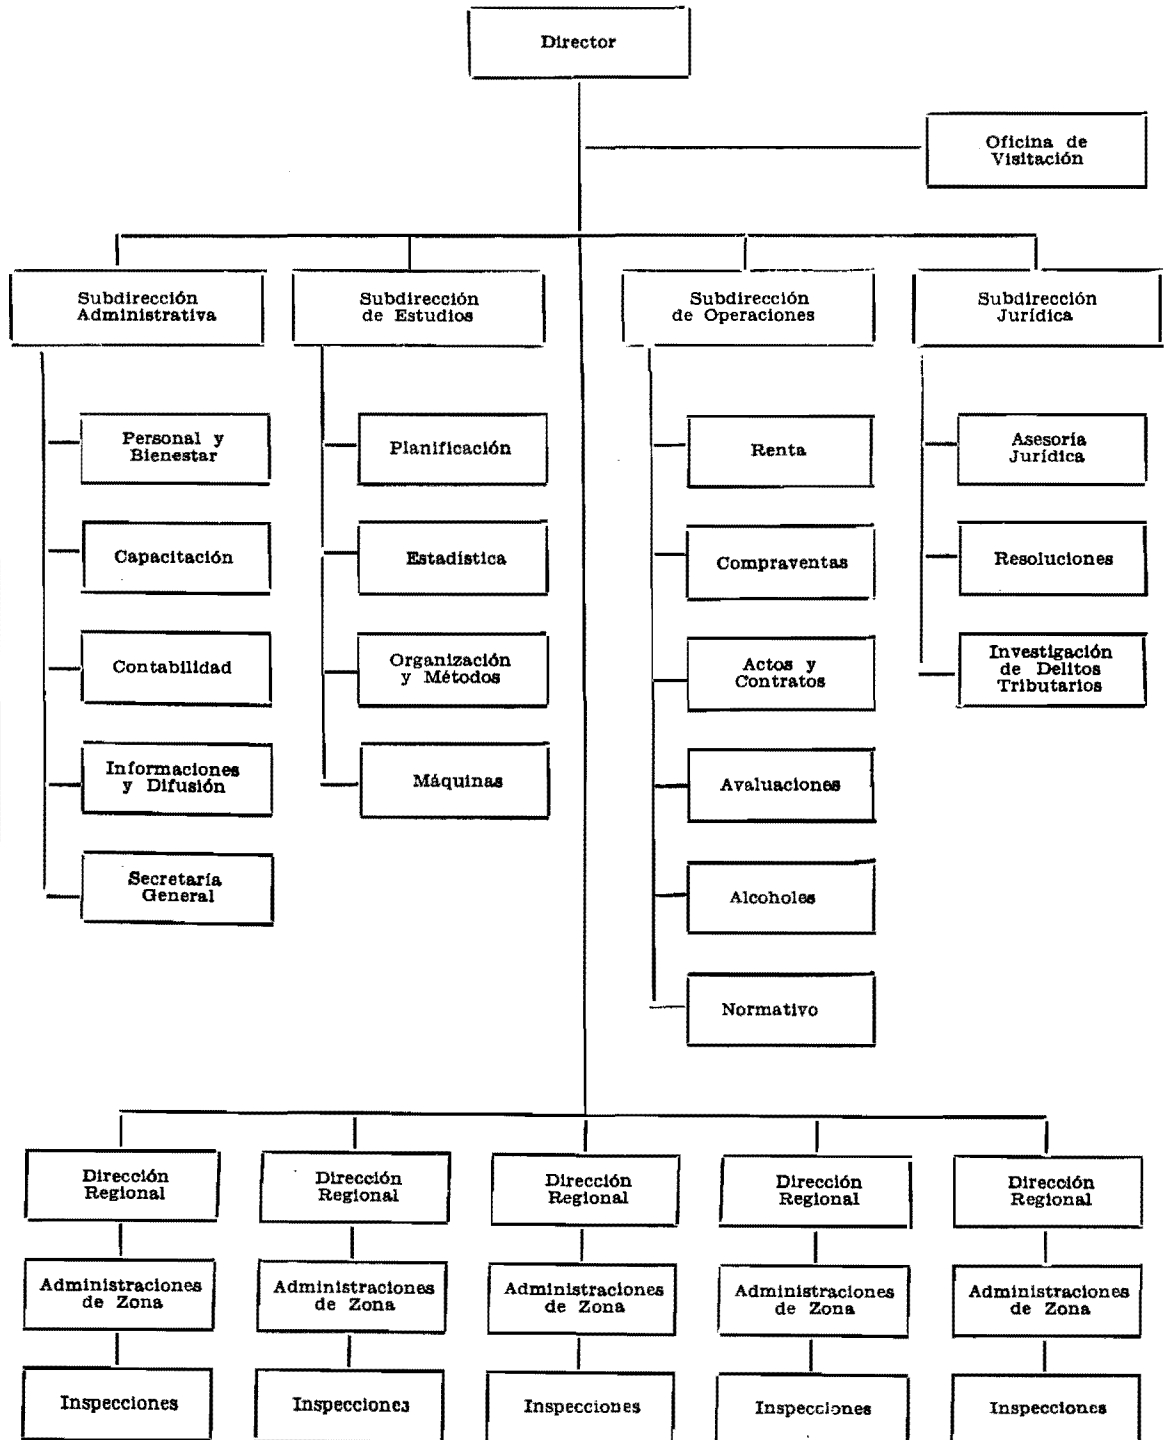 Director
Oficina de
Visitación
Subdirección
Administrativa
Subdirección
de Estudios
Subdirección
de Operaciones
Subdirección
Jurídica
Personal y
Bienestar
Capacitación
Contabilidad
Informaciones
y Difusión
Secretaría
General
Planificación
Estadística
Organización
y Métodos
Máquinas
Renta
Compraventas
Actos y
Contratos
Avaluaciones
Alcoholes
Normativo
Asesoría
Jurídica
Resoluciones
Investigación
de Delitos
Tributarios
Dirección
Regional
Dirección
Regional
Dirección
Regional
Dirección
Regional
Dirección
Regional
Administraciones
de Zona
Administraciones
de Zona
Administraciones
de Zona
Administraciones
de Zona
Administraciones
de Zona
Inspecciones
Inspecciones
Inspecciones
Inspecciones
Inspecciones